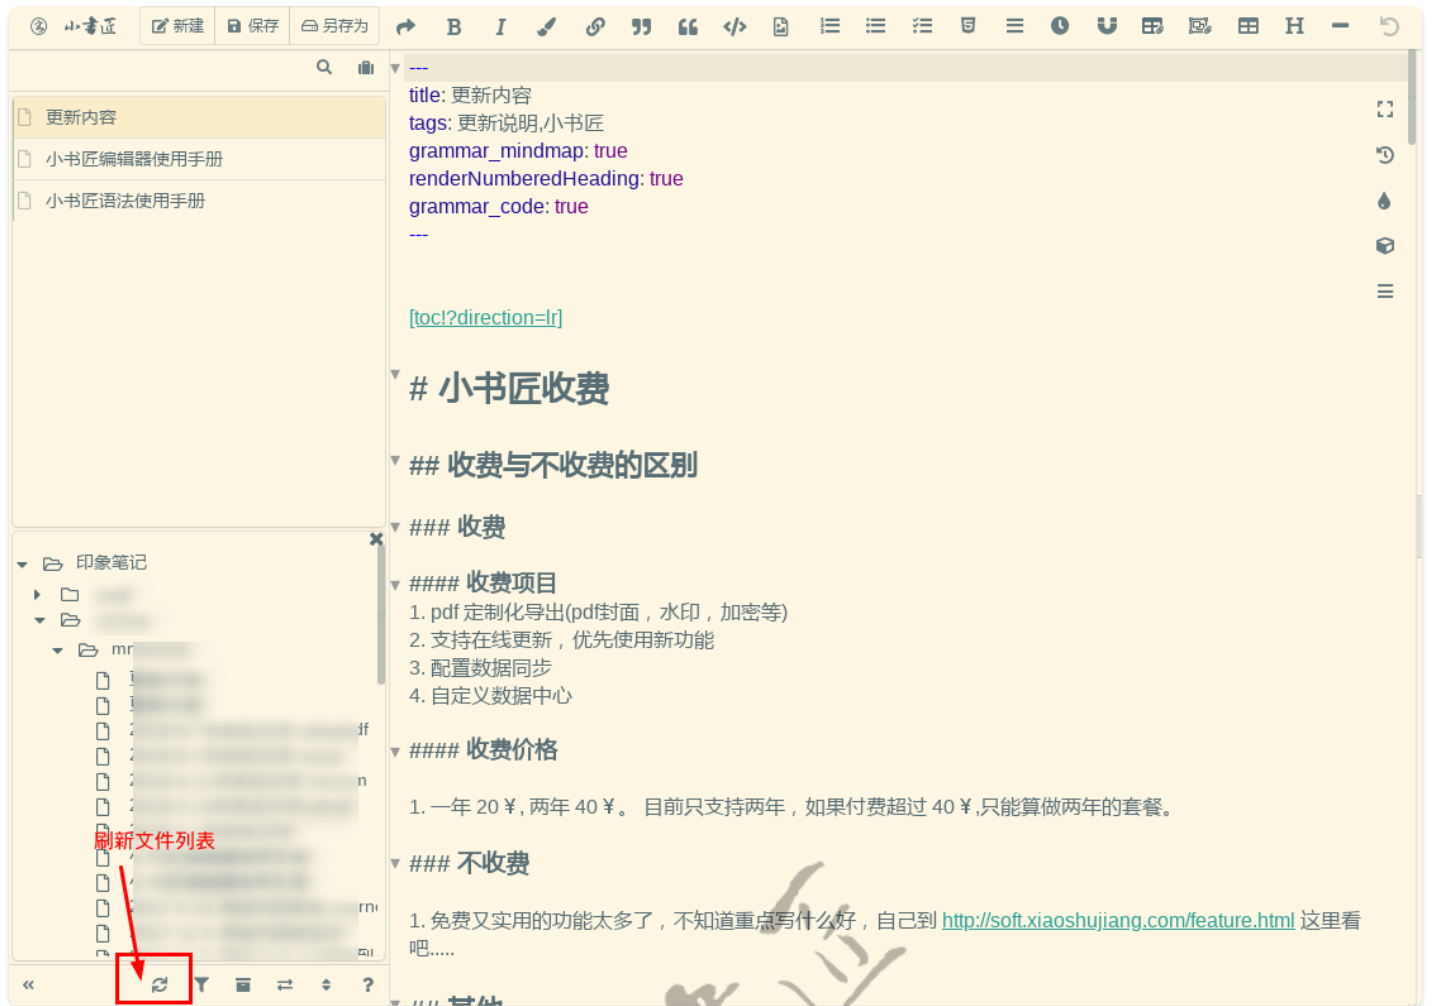 小書匠 新建 保存 另存为
更新内容
小书匠编辑器使用手册
小书匠语法使用手册
---
title: 更新内容
tags: 更新说明,小书匠
grammar_mindmap: true
renderNumberedHeading: true
grammar_code: true
---
[toc!?direction=lr]
# 小书匠收费
## 收费与不收费的区别
### 收费
#### 收费项目
1. pdf 定制化导出(pdf封面，水印，加密等)
2. 支持在线更新，优先使用新功能
3. 配置数据同步
4. 自定义数据中心
#### 收费价格
1. 一年 20 ¥ , 两年 40 ¥ 。 目前只支持两年，如果付费超过 40 ¥ ,只能算做两年的套餐。
### 不收费
1. 免费又实用的功能太多了，不知道重点写什么好，自己到 http://soft.xiaoshujiang.com/feature.html 这里看
吧.....
## 其他
印象笔记
刷新文件列表